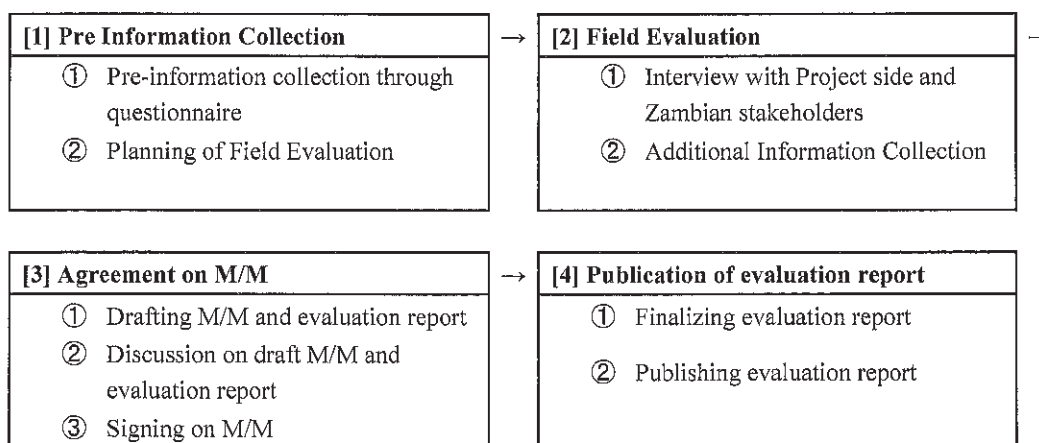 [1] Pre Information Collection
① Pre-information collection through
questionnaire
② Planning of Field Evaluation
→
[2] Field Evaluation
① Interview with Project side and
Zambian stakeholders
② Additional Information Collection
[3] Agreement on M/M
① Drafting M/M and evaluation report
② Discussion on draft M/M and
evaluation report
③ Signing on M/M
→
[4] Publication of evaluation report
① Finalizing evaluation report
② Publishing evaluation report